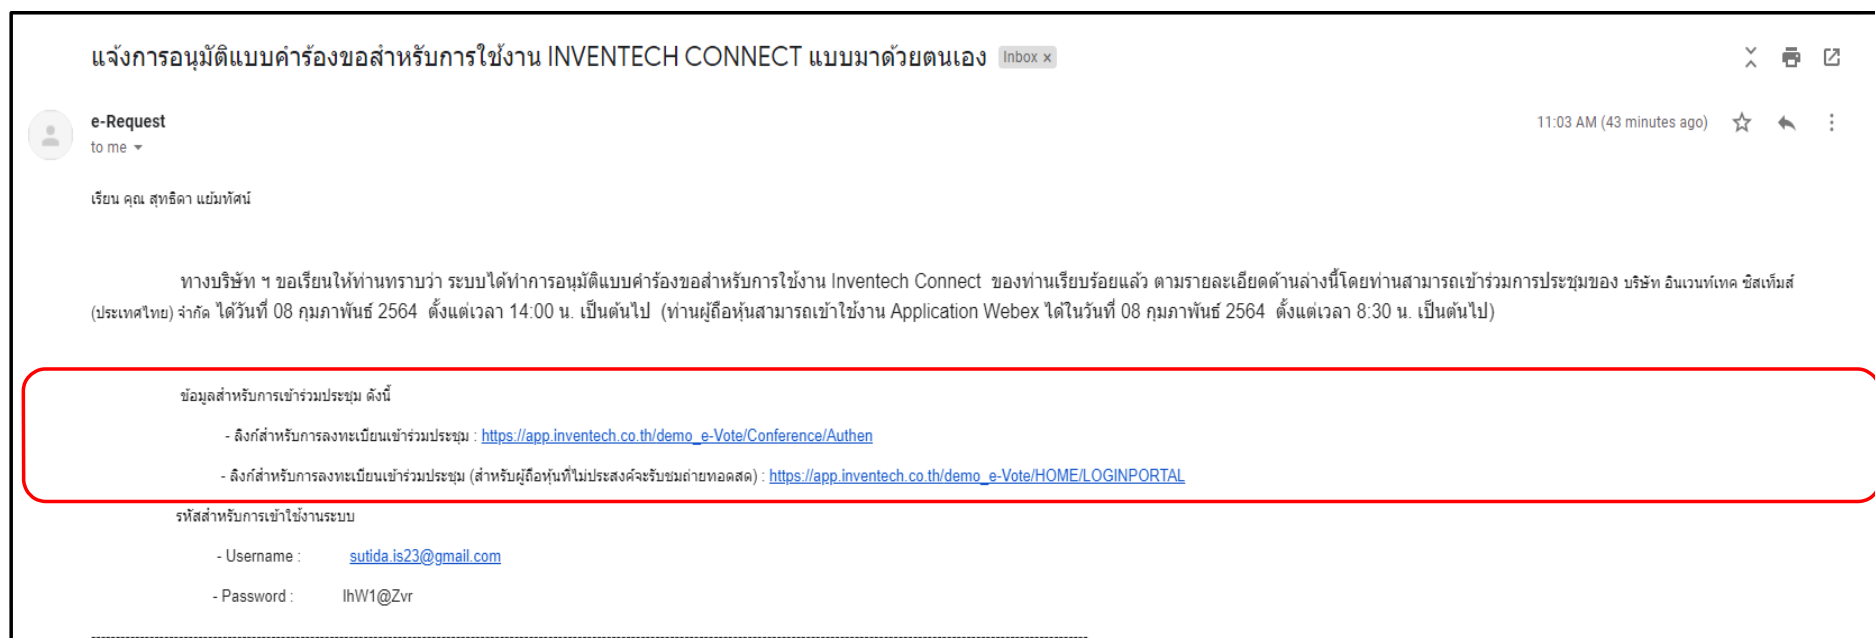 แจ้งการอนุมัติแบบคำร้องขอสำหรับการใช้งาน INVENTECH CONNECT แบบมาด้วยตนเอง Inbox x
e-Request
11:03 AM (43 minutes ago)
to me
เรียน คุณ สุทธิดา แย้มทัศน์
ทางบริษัท ฯ ขอเรียนให้ท่านทราบว่า ระบบได้ทำการอนุมัติแบบคำร้องขอสำหรับการใช้งาน Inventech Connect ของท่านเรียบร้อยแล้ว ตามรายละเอียดด้านล่างนี้โดยท่านสามารถเข้าร่วมการประชุมของ บริษัท อินเวนท์เทค ซิสเท็มส์
(ประเทศไทย) จำกัด ได้วันที่ 08 กุมภาพันธ์ 2564 ตั้งแต่เวลา 14:00 น. เป็นต้นไป (ท่านผู้ถือหุ้นสามารถเข้าใช้งาน Application Webex ได้ในวันที่ 08 กุมภาพันธ์ 2564 ตั้งแต่เวลา 8:30 น. เป็นต้นไป)
ข้อมูลสำหรับการเข้าร่วมประชุม ดังนี้
- ลิงก์สำหรับการลงทะเบียนเข้าร่วมประชุม : https://app.inventech.co.th/demo_e-Vote/Conference/Authen
- ลิงก์สำหรับการลงทะเบียนเข้าร่วมประชุม (สำหรับผู้ถือหุ้นที่ไม่ประสงค์จะรับชมถ่ายทอดสด) : https://app.inventech.co.th/demo_e-Vote/HOME/LOGINPORTAL
รหัสสำหรับการเข้าใช้งานระบบ
- Username : sutida.is23@gmail.com
- Password : IhW1@Zvr